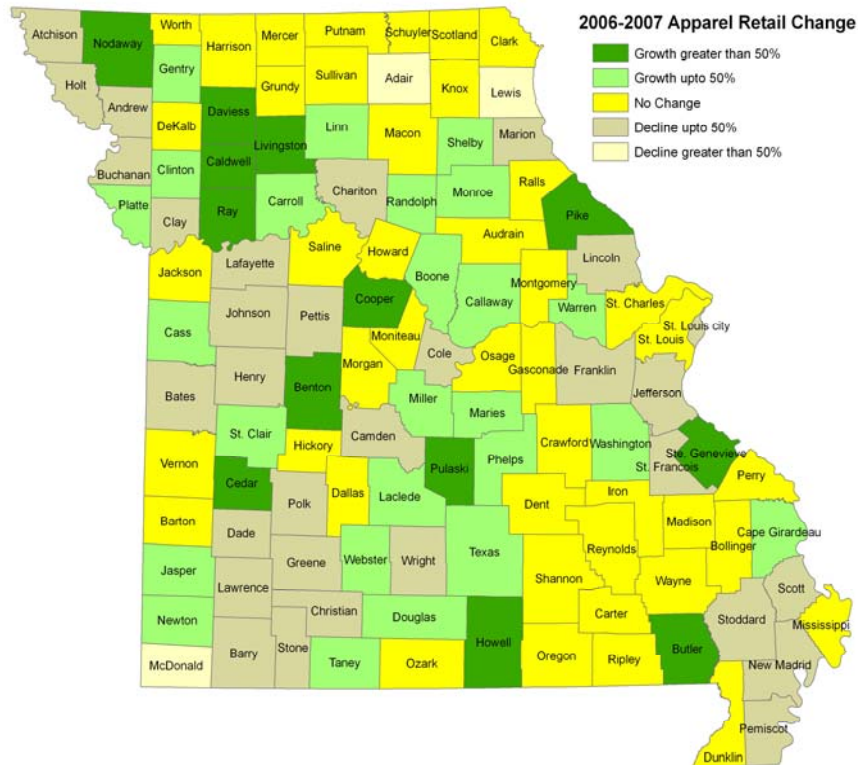 2006-2007 Apparel Retail Change
Growth greater than 50%
Growth upto 50%
No Change
Decline upto 50%
Decline greater than 50%
Atchison
Nodaway
Worth
Harrison
Mercer
Putnam
Schuyler
Scotland
Clark
Gentry
Holt
Andrew
Grundy
Sullivan
Adair
Knox
Lewis
DeKalb
Daviess
Livingston
Linn
Macon
Shelby
Marion
Buchanan
Clinton
Caldwell
Chariton
Randolph
Monroe
Ralls
Pike
Platte
Clay
Ray
Carroll
Audrain
Saline
Howard
Boone
Callaway
Montgomery
Lincoln
Jackson
Lafayette
Cooper
Warren
St. Charles
St. Louis city
St. Louis
Cass
Johnson
Pettis
Moniteau
Cole
Osage
Gasconade
Franklin
Jefferson
Bates
Henry
Benton
Morgan
Miller
Maries
St. Clair
Hickory
Camden
Pulaski
Phelps
Crawford
Washington
St. Francois
Ste. Genevieve
Perry
Vernon
Cedar
Polk
Dallas
Laclede
Dent
Iron
Madison
Bollinger
Cape Girardeau
Barton
Dade
Greene
Webster
Wright
Texas
Shannon
Reynolds
Wayne
Jasper
Lawrence
Christian
Douglas
Carter
Stoddard
Scott
Mississippi
Newton
McDonald
Barry
Stone
Taney
Ozark
Howell
Oregon
Ripley
Butler
New Madrid
Pemiscot
Dunklin